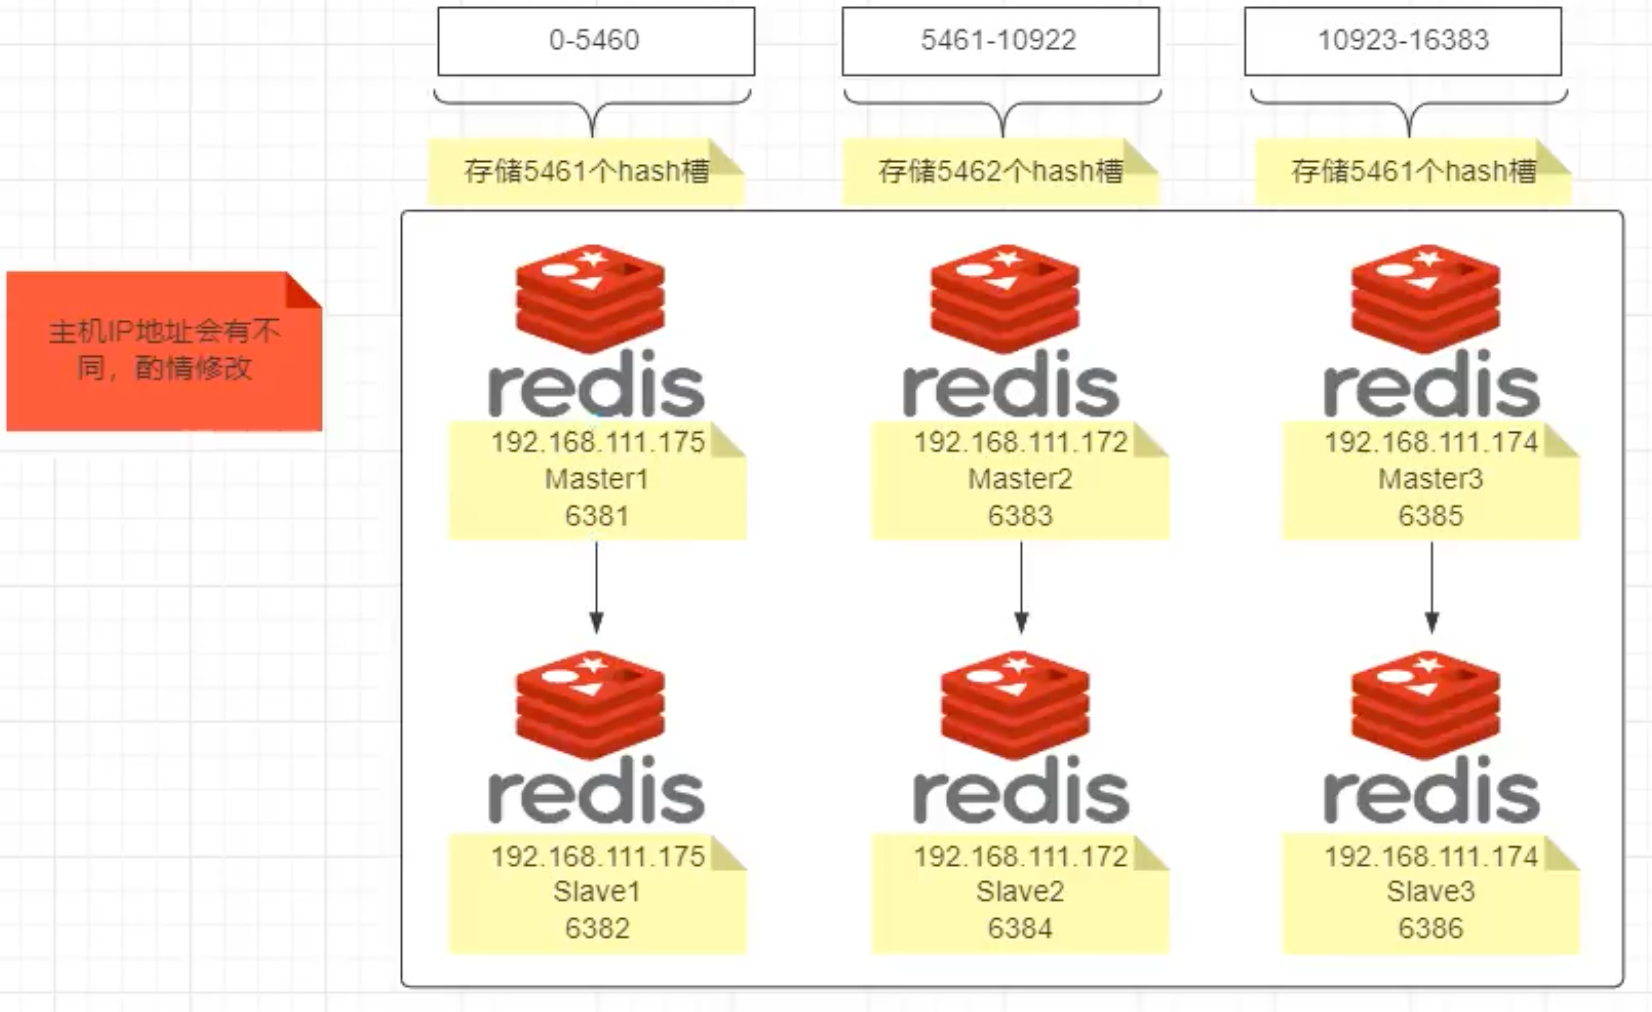 0-5460
5461-10922
10923-16383
存储5461个hash槽
存储5462个hash槽
存储5461个hash槽
主机IP地址会有不
同，酌情修改
redis
redis
redis
192.168.111.175
Master1
6381
192.168.111.172
Master2
6383
192.168.111.174
Master3
6385
redis
redis
redis
192.168.111.175
Slave1
6382
192.168.111.172
Slave2
6384
192.168.111.174
Slave3
6386